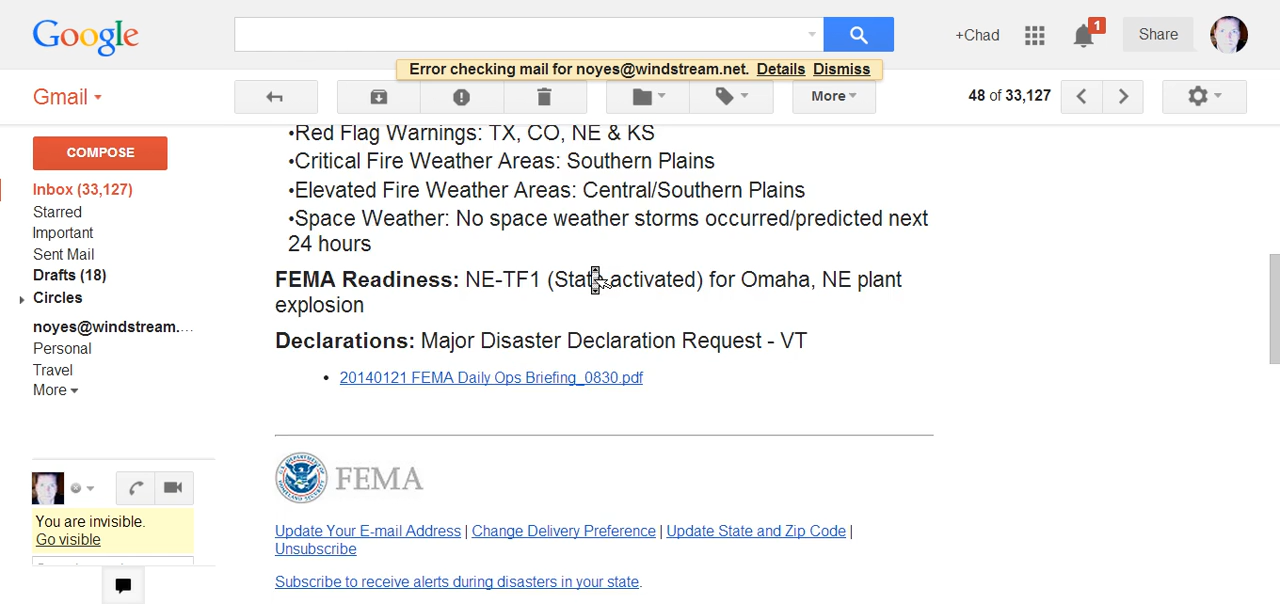 Google
+Chad
1
Share
Error checking mail for noyes@windstream.net. Details Dismiss
Gmail
More
48 of 33,127
COMPOSE
Inbox (33,127)
Starred
Important
Sent Mail
Drafts (18)
Circles
noyes@windstream....
Personal
Travel
More
•Red Flag Warnings: TX, CO, NE & KS
•Critical Fire Weather Areas: Southern Plains
•Elevated Fire Weather Areas: Central/Southern Plains
•Space Weather: No space weather storms occurred/predicted next
24 hours
FEMA Readiness: NE-TF1 (State activated) for Omaha, NE plant
explosion
Declarations: Major Disaster Declaration Request - VT
• 20140121 FEMA Daily Ops Briefing_0830.pdf
FEMA
Update Your E-mail Address | Change Delivery Preference | Update State and Zip Code |
Unsubscribe
Subscribe to receive alerts during disasters in your state.
You are invisible.
Go visible